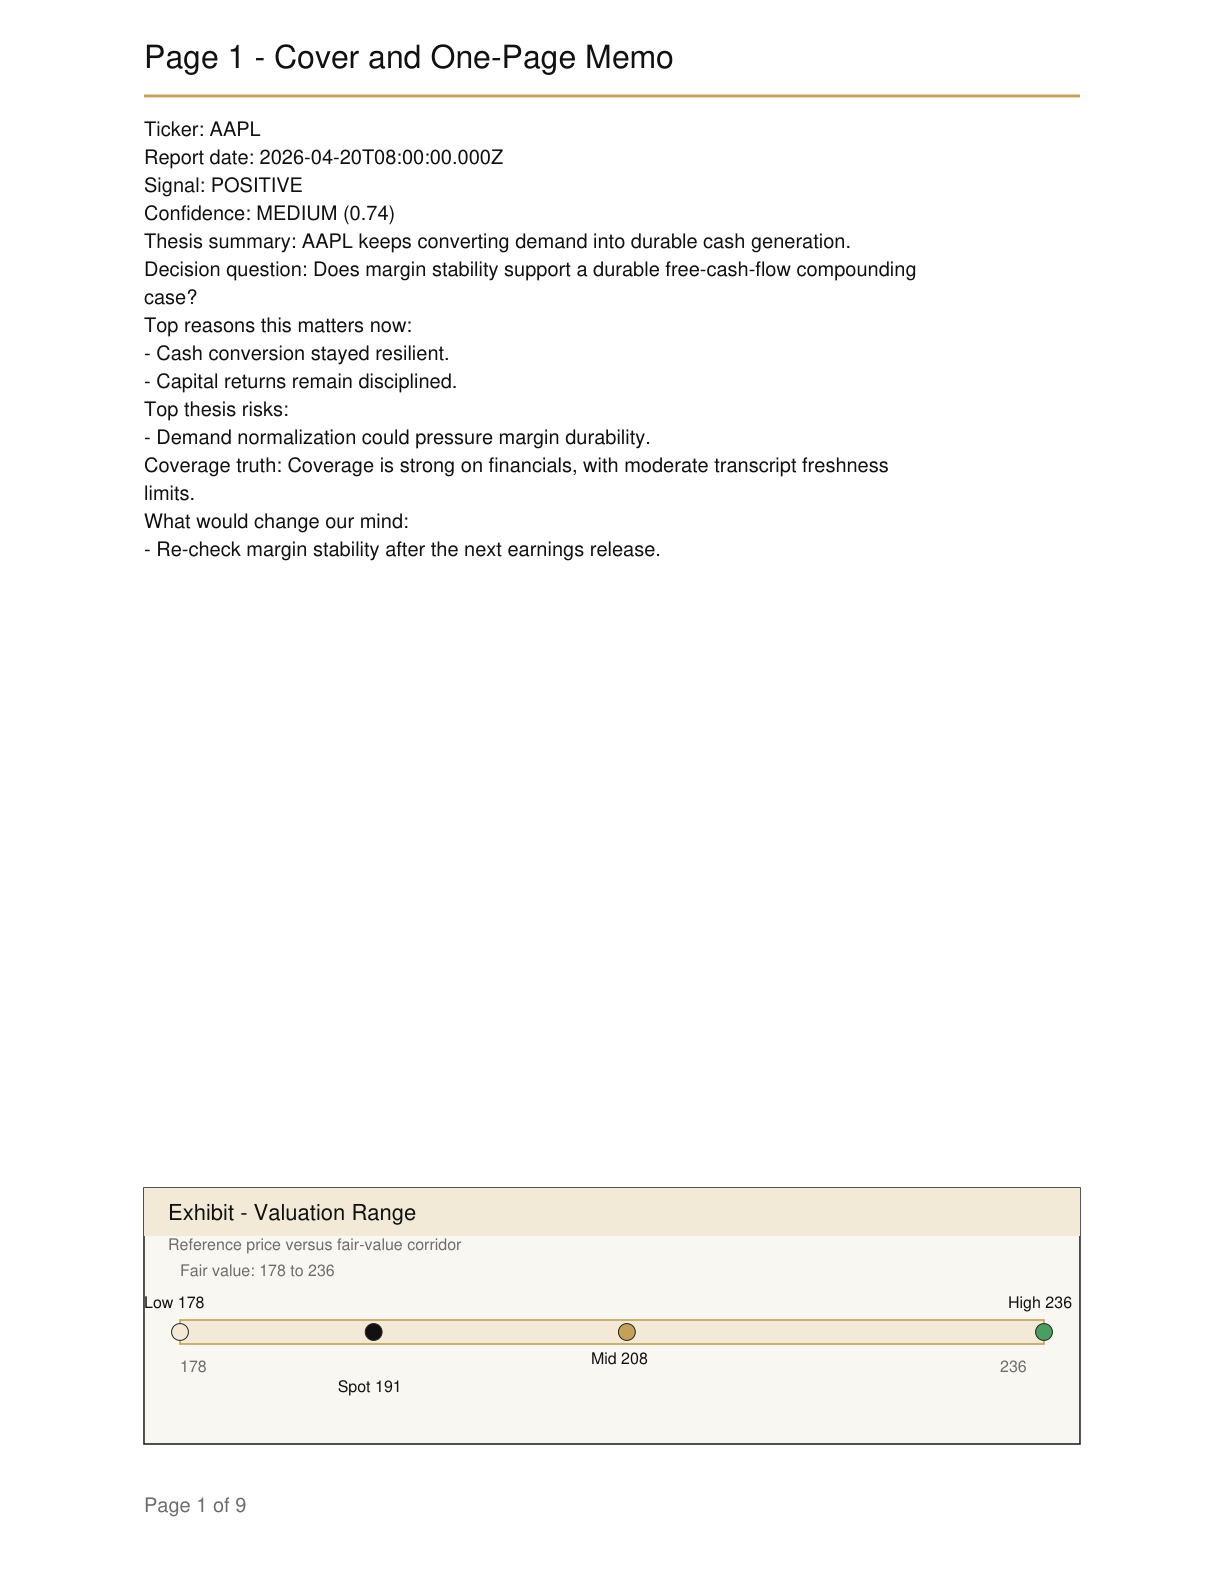 Page 1 - Cover and One-Page Memo
Ticker: AAPL
Report date: 2026-04-20T08:00:00.000Z
Signal: POSITIVE
Confidence: MEDIUM (0.74)
Thesis summary: AAPL keeps converting demand into durable cash generation.
Decision question: Does margin stability support a durable free-cash-flow compounding
case?
Top reasons this matters now:
- Cash conversion stayed resilient.
- Capital returns remain disciplined.
Top thesis risks:
- Demand normalization could pressure margin durability.
Coverage truth: Coverage is strong on financials, with moderate transcript freshness
limits.
What would change our mind:
- Re-check margin stability after the next earnings release.
Exhibit - Valuation Range
Reference price versus fair-value corridor
Fair value: 178 to 236
Low 178
High 236
Mid 208
178
236
Spot 191
Page 1 of 9